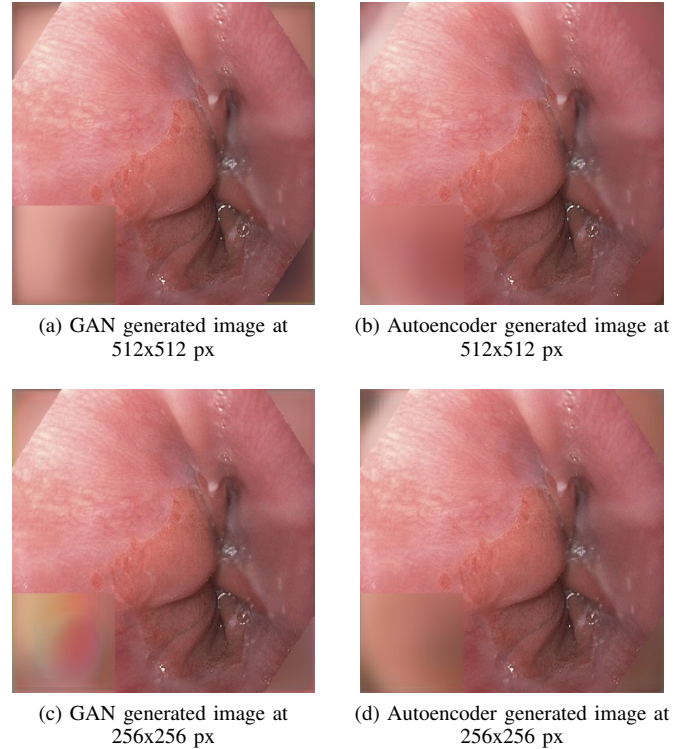 (a) GAN generated image at
512x512 px
(b) Autoencoder generated image at
512x512 px
(c) GAN generated image at
256x256 px
(d) Autoencoder generated image at
256x256 px